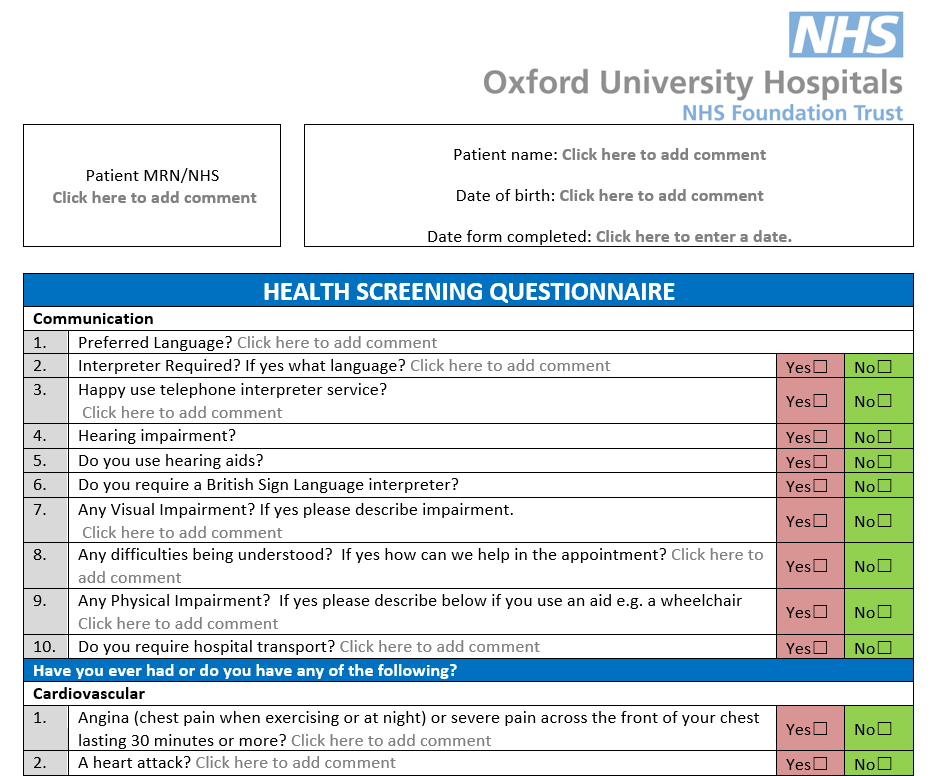 NHS
Oxford University Hospitals
NHS Foundation Trust
Patient MRN/NHS
Click here to add comment
Patient name: Click here to add comment
Date of birth: Click here to add comment
Date form completed: Click here to enter a date.
HEALTH SCREENING QUESTIONNAIRE
Communication
1. Preferred Language? Click here to add comment
2. Interpreter Required? If yes what language? Click here to add comment Yes☐ No☐
3. Happy use telephone interpreter service?
Click here to add comment Yes☐ No☐
4. Hearing impairment? Yes☐ No☐
5. Do you use hearing aids? Yes☐ No☐
6. Do you require a British Sign Language interpreter? Yes☐ No☐
7. Any Visual Impairment? If yes please describe impairment.
Click here to add comment Yes☐ No☐
8. Any difficulties being understood? If yes how can we help in the appointment? Click here to
add comment Yes☐ No☐
9. Any Physical Impairment? If yes please describe below if you use an aid e.g. a wheelchair
Click here to add comment Yes☐ No☐
10. Do you require hospital transport? Click here to add comment Yes☐ No☐
Have you ever had or do you have any of the following?
Cardiovascular
1. Angina (chest pain when exercising or at night) or severe pain across the front of your chest
lasting 30 minutes or more? Click here to add comment Yes☐ No☐
2. A heart attack? Click here to add comment Yes☐ No☐